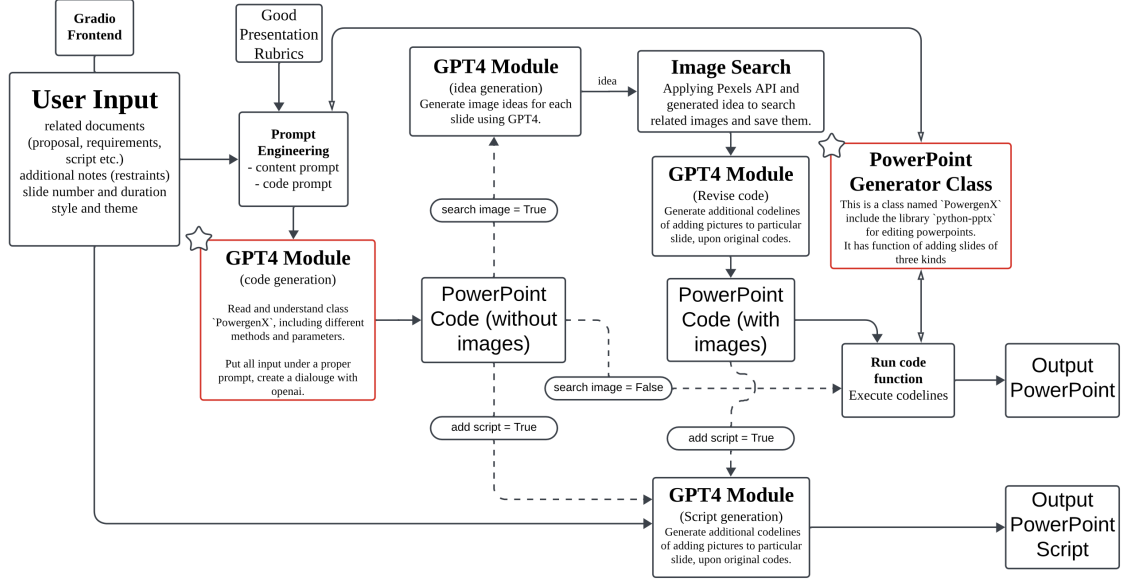 Gradio
Frontend
Good
Presentation
Rubrics
User Input
related documents
(proposal, requirements,
script etc.)
additional notes (restraints)
slide number and duration
style and theme
Prompt
Engineering
- content prompt
- code prompt
GPT4 Module
(code generation)
Read and understand class
`PowergenX`, including different
methods and parameters.
Put all input under a proper
prompt, create a dialouge with
openai.
GPT4 Module
(idea generation)
Generate image ideas for each
slide using GPT4.
idea
Image Search
Applying Pexels API and
generated idea to search
related images and save them.
search image = True
PowerPoint
Code (without
images)
GPT4 Module
(Revise code)
Generate additional codelines
of adding pictures to particular
slide, upon original codes.
PowerPoint
Generator Class
This is a class named `PowergenX`
include the library `python-pptx`
for editing powerpoints.
It has function of adding slides of
three kinds
PowerPoint
Code (with
images)
search image = False
Run code
function
Execute codelines
Output
PowerPoint
add script = True
add script = True
GPT4 Module
(Script generation)
Generate additional codelines
of adding pictures to particular
slide, upon original codes.
Output
PowerPoint
Script